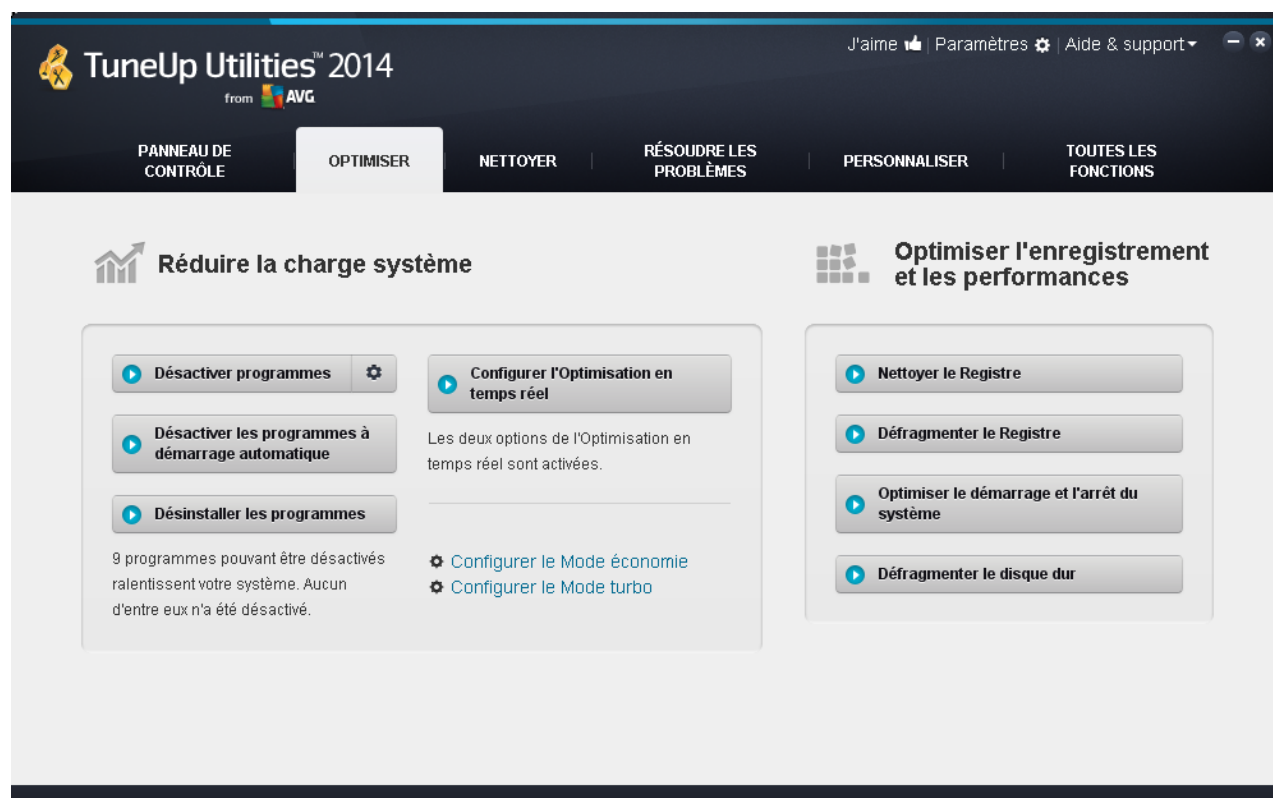 TuneUp Utilities™ 2014
from AVG
J'aime | Paramètres | Aide & support
PANNEAU DE
CONTRÔLE
OPTIMISER
NETTOYER
RÉSOUDRE LES
PROBLÈMES
PERSONNALISER
TOUTES LES
FONCTIONS
Réduire la charge système
Désactiver programmes
Désactiver les programmes à
démarrage automatique
Désinstaller les programmes
9 programmes pouvant être désactivés
ralentissent votre système. Aucun
d'entre eux n'a été désactivé.
Configurer l'Optimisation en
temps réel
Les deux options de l'Optimisation en
temps réel sont activées.
Configurer le Mode économie
Configurer le Mode turbo
Optimiser l'enregistrement
et les performances
Nettoyer le Registre
Défragmenter le Registre
Optimiser le démarrage et l'arrêt du
système
Défragmenter le disque dur